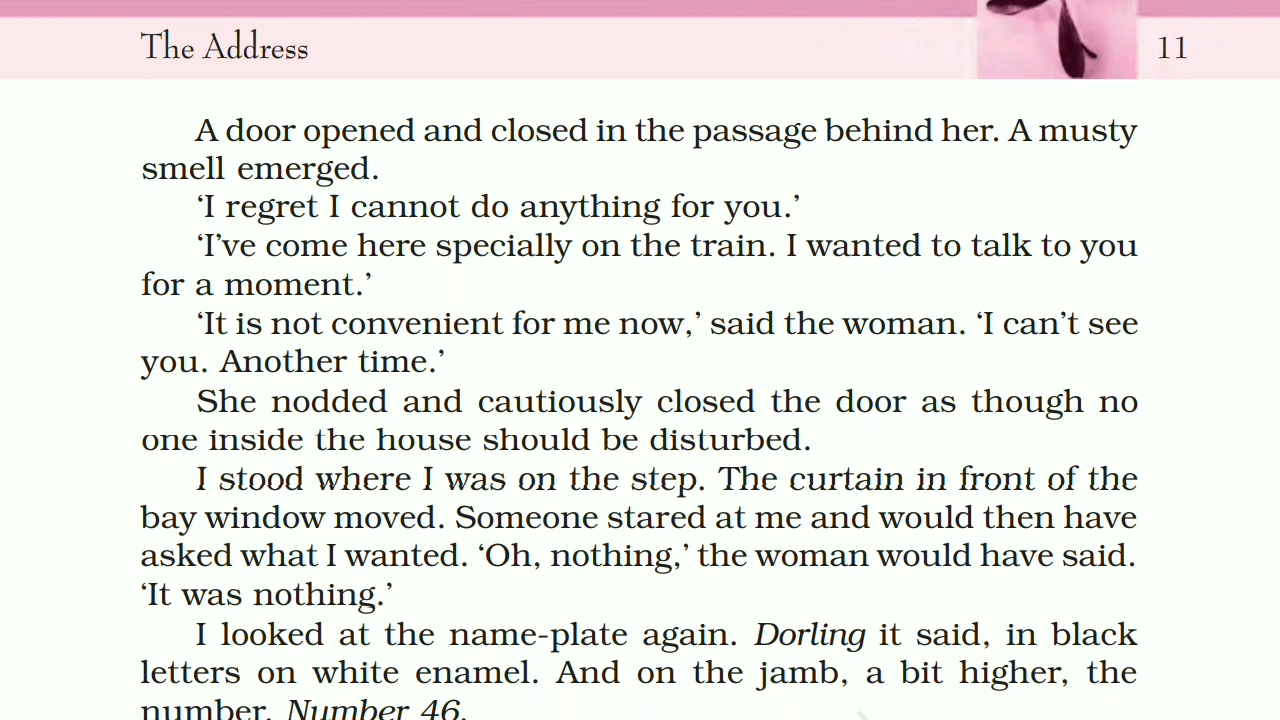 The Address 11
A door opened and closed in the passage behind her. A musty
smell emerged.
‘I regret I cannot do anything for you.’
‘I’ve come here specially on the train. I wanted to talk to you
for a moment.’
‘It is not convenient for me now,’ said the woman. ‘I can’t see
you. Another time.’
She nodded and cautiously closed the door as though no
one inside the house should be disturbed.
I stood where I was on the step. The curtain in front of the
bay window moved. Someone stared at me and would then have
asked what I wanted. ‘Oh, nothing,’ the woman would have said.
‘It was nothing.’
I looked at the name-plate again. Dorling it said, in black
letters on white enamel. And on the jamb, a bit higher, the
number. Number 46.